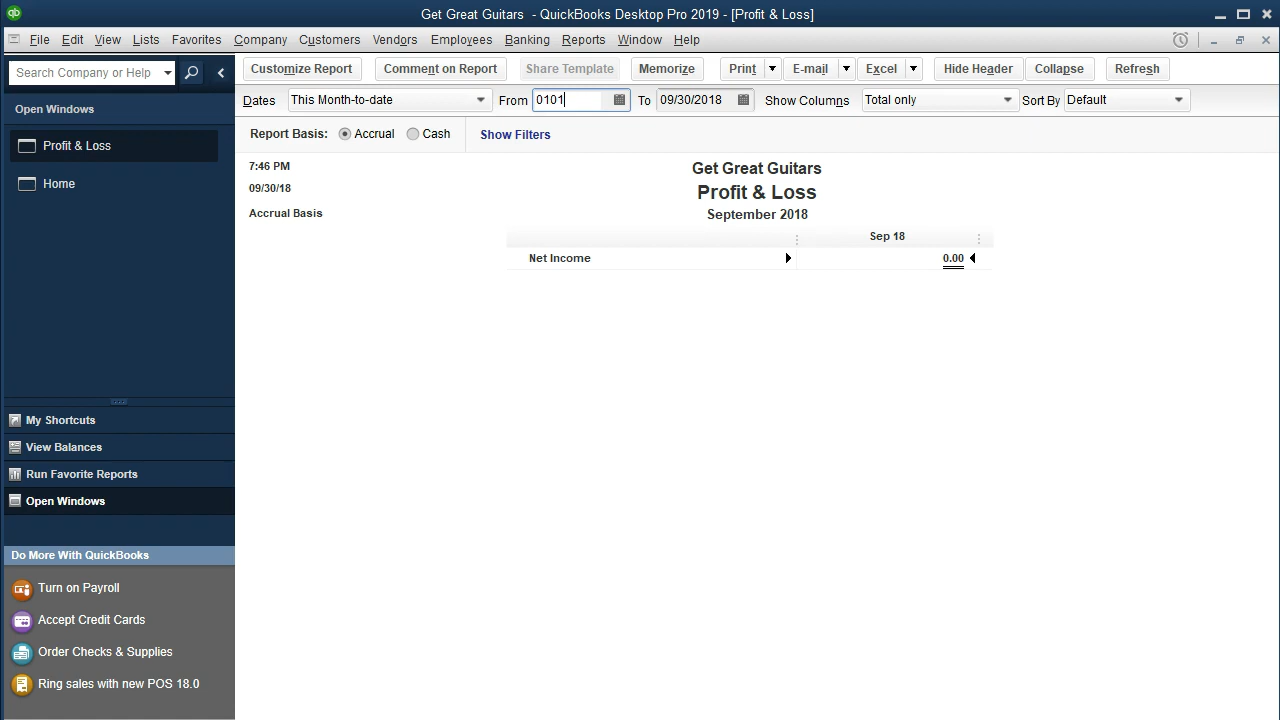 Get Great Guitars - QuickBooks Desktop Pro 2019 - [Profit & Loss]
File Edit View Lists Favorites Company Customers Vendors Employees Banking Reports Window Help
Search Company or Help
Customize Report Comment on Report Share Template Memorize Print E-mail Excel Hide Header Collapse Refresh
Dates This Month-to-date From 0101 To 09/30/2018 Show Columns Total only Sort By Default
Open Windows
Profit & Loss
Home
Report Basis: Accrual Cash Show Filters
7:46 PM
09/30/18
Accrual Basis
Get Great Guitars
Profit & Loss
September 2018
Sep 18
Net Income 0.00
My Shortcuts
View Balances
Run Favorite Reports
Open Windows
Do More With QuickBooks
Turn on Payroll
Accept Credit Cards
Order Checks & Supplies
Ring sales with new POS 18.0